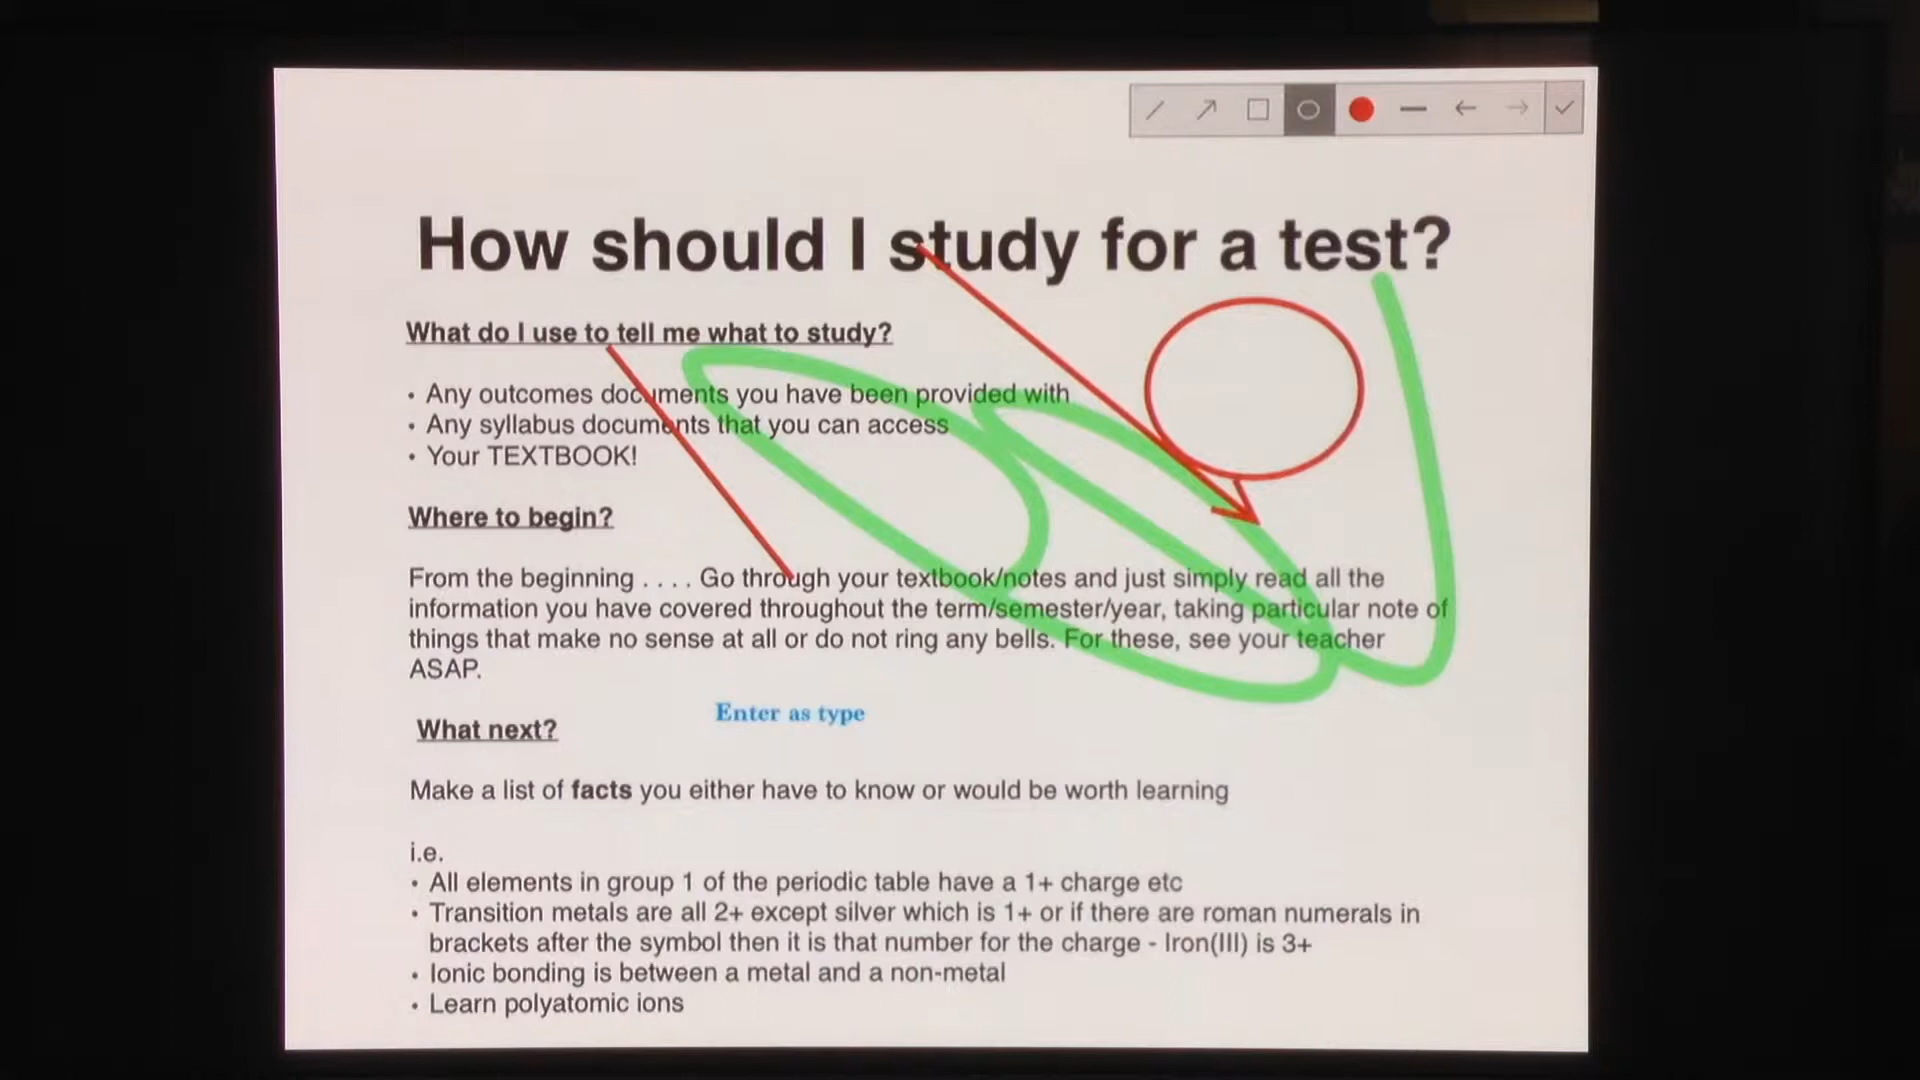 How should I study for a test?
What do I use to tell me what to study?
• Any outcomes documents you have been provided with
• Any syllabus documents that you can access
• Your TEXTBOOK!
Where to begin?
From the beginning . . . . Go through your textbook/notes and just simply read all the
information you have covered throughout the term/semester/year, taking particular note of
things that make no sense at all or do not ring any bells. For these, see your teacher
ASAP.
Enter as type
What next?
Make a list of facts you either have to know or would be worth learning
i.e.
• All elements in group 1 of the periodic table have a 1+ charge etc
• Transition metals are all 2+ except silver which is 1+ or if there are roman numerals in
brackets after the symbol then it is that number for the charge - Iron(III) is 3+
• Ionic bonding is between a metal and a non-metal
• Learn polyatomic ions